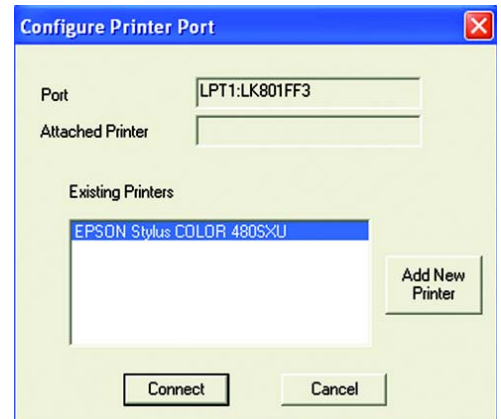 Configure Printer Port
Port
LPT1:LK801FF3
Attached Printer
Existing Printers
EPSON Stylus COLOR 480SXU
Add New
Printer
Connect
Cancel